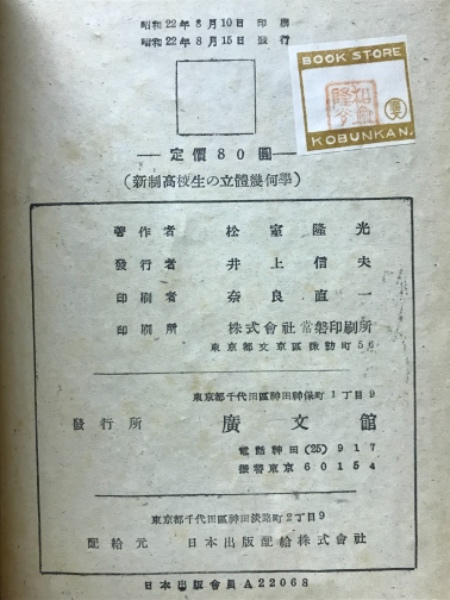 昭和22年8月10日 印刷
昭和22年8月15日 發行
BOOK STORE
KOBUNKAN.
定價80圓
(新制高校生の立體幾何學)
著作者 松室隆光
發行者 井上信夫
印刷者 奈良直一
印刷所 株式會社常磐印刷所
東京都文京區諏訪町56
東京都千代田區神田神保町1丁目9
發行所 廣文館
電話神田(25)917
振替東京60154
東京都千代田區神田淡路町2丁目9
配給元 日本出版配給株式會社
日本出版會員A22068